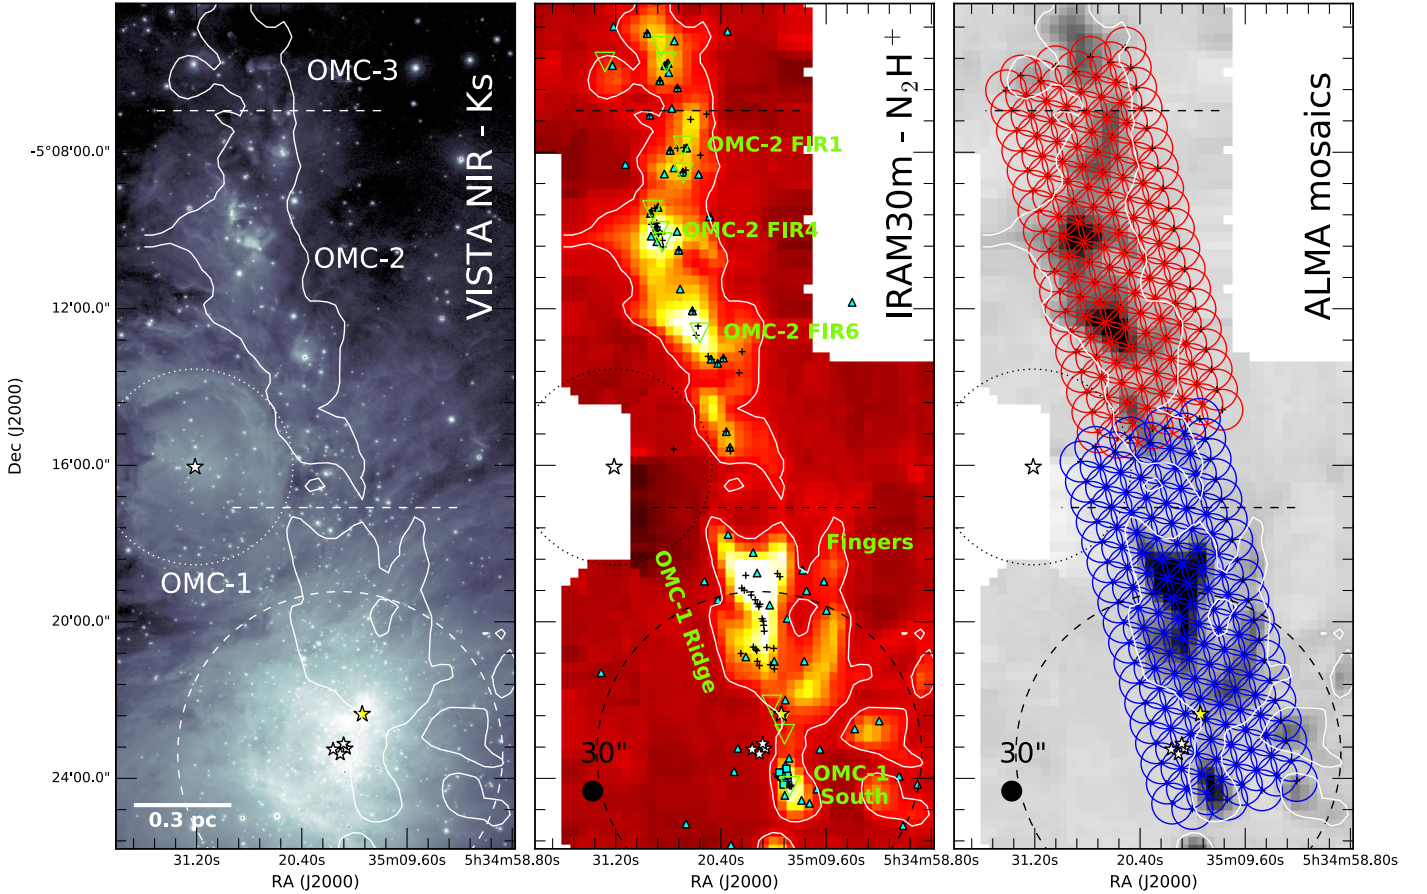 OMC-3
OMC-2
OMC-1
VISTA NIR - Ks
0.3 pc
-5°08'00.0"
12'00.0"
16'00.0"
20'00.0"
24'00.0"
Dec (J2000)
31.20s
20.40s
35m09.60s
5h34m58.80s
RA (J2000)
IRAM30m - N2H+
OMC-2 FIR1
OMC-2 FIR4
OMC-2 FIR6
Fingers
OMC-1 Ridge
OMC-1
South
30"
31.20s
20.40s
35m09.60s
5h34m58.80s
RA (J2000)
ALMA mosaics
30"
31.20s
20.40s
35m09.60s
5h34m58.80s
RA (J2000)